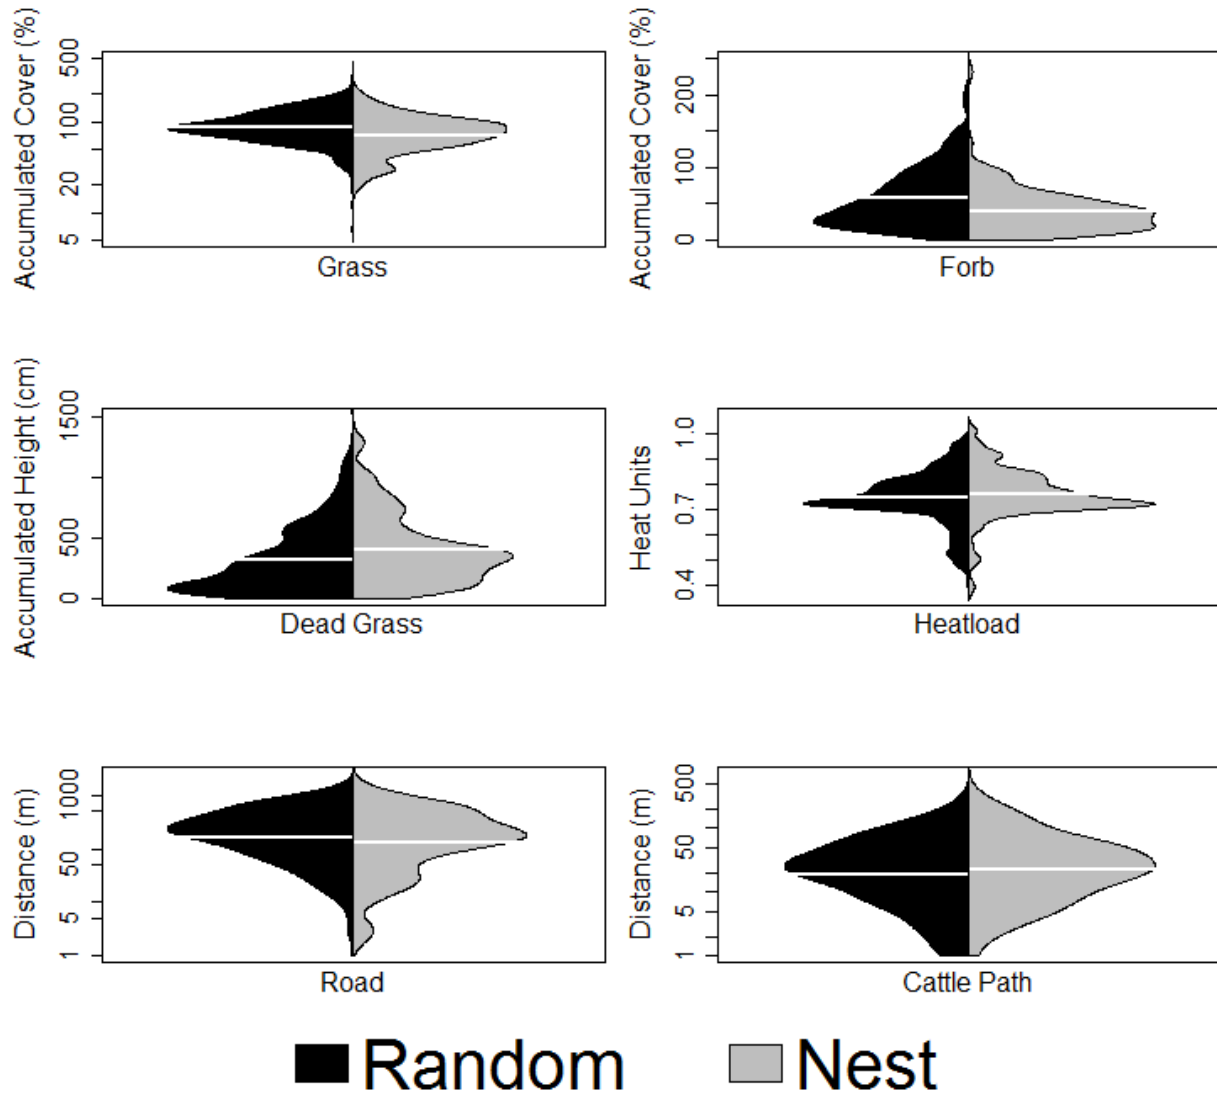 Accumulated Cover (%)
500
100
20
5
Grass
Accumulated Cover (%)
200
100
0
Forb
Accumulated Height (cm)
1500
500
0
Dead Grass
Heat Units
1.0
0.7
0.4
Heatload
Distance (m)
1000
50
5
1
Road
Distance (m)
500
50
5
1
Cattle Path
Random
Nest